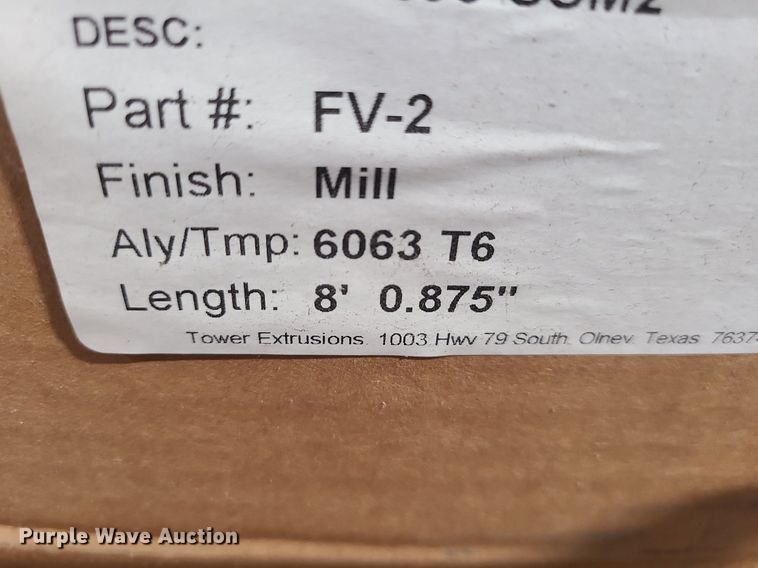 DESC:
Part #: FV-2
Finish: Mill
Aly/Tmp: 6063 T6
Length: 8' 0.875"
Tower Extrusions 1003 Hwy 79 South Olney Texas
Purple Wave Auction